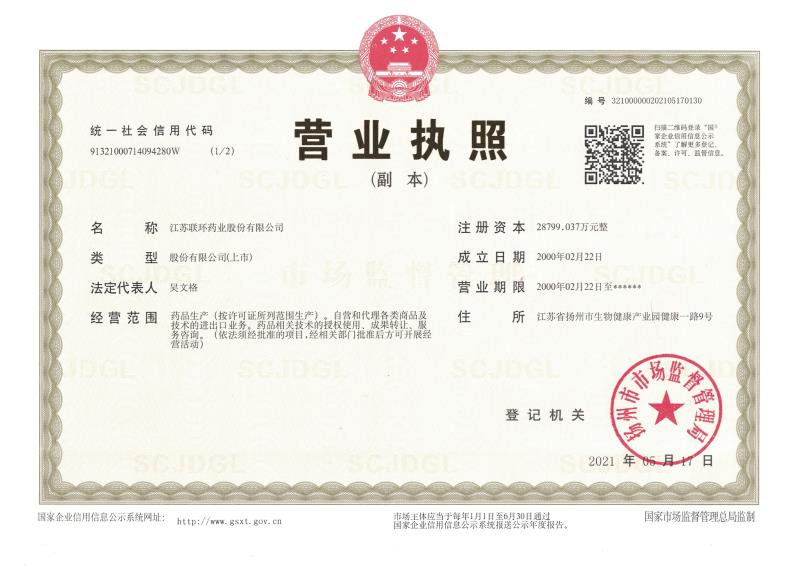 编 号 321000000202105170130
统一社会信用代码
91321000714094280W (1/2)
营业执照
(副 本)
扫描二维码登录“国
家企业信用信息公示
系统”了解更多登记、
备案、许可、监管信息。
名 称 江苏联环药业股份有限公司
注册资本 28799.037万元整
类 型 股份有限公司(上市)
成立日期 2000年02月22日
法定代表人 吴文格
营业期限 2000年02月22日至******
经营范围 药品生产（按许可证所列范围生产）。自营和代理各类商品及
技术的进出口业务。药品相关技术的授权使用、成果转让、服
务咨询。（依法须经批准的项目,经相关部门批准后方可开展经
营活动）
住 所 江苏省扬州市生物健康产业园健康一路9号
登记机关
扬州市市场监督管理局
2021 年 05 月 17 日
国家企业信用信息公示系统网址: http://www.gsxt.gov.cn
市场主体应当于每年1月1日至6月30日通过
国家企业信用信息公示系统报送公示年度报告。
国家市场监督管理总局监制
SCJDGL
市场监督管理